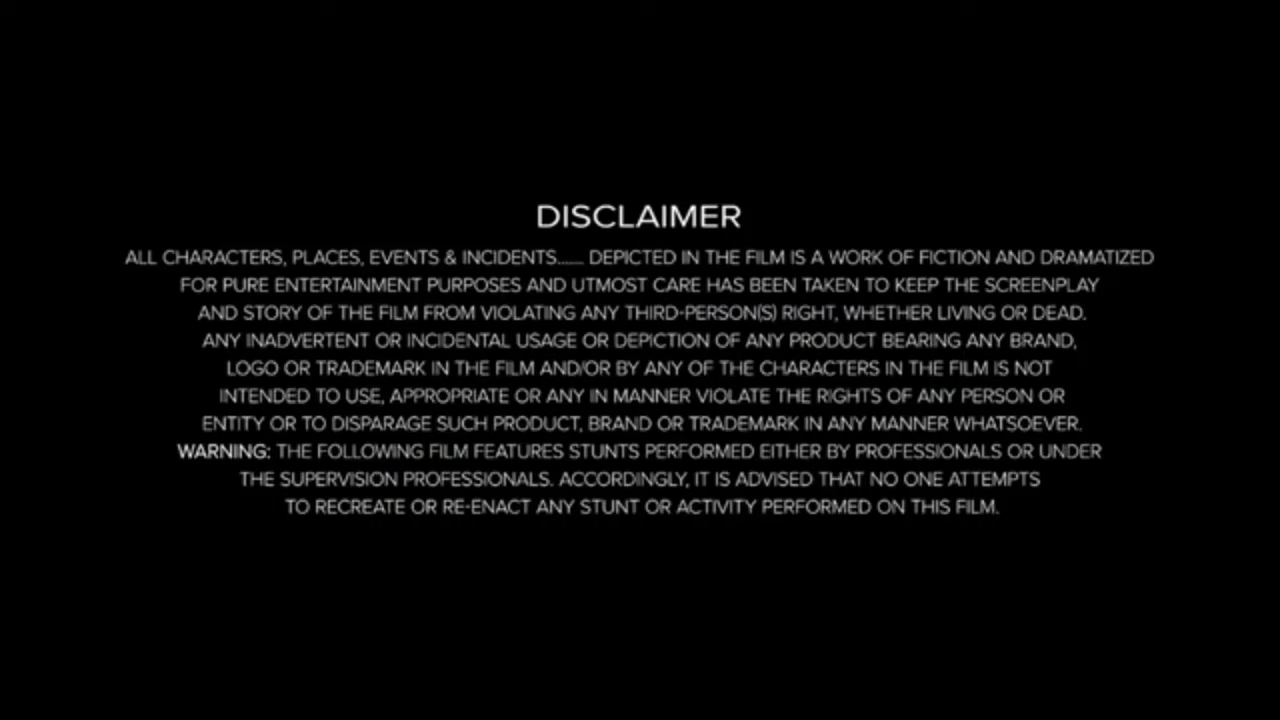 DISCLAIMER
ALL CHARACTERS, PLACES, EVENTS & INCIDENTS....... DEPICTED IN THE FILM IS A WORK OF FICTION AND DRAMATIZED
FOR PURE ENTERTAINMENT PURPOSES AND UTMOST CARE HAS BEEN TAKEN TO KEEP THE SCREENPLAY
AND STORY OF THE FILM FROM VIOLATING ANY THIRD-PERSON(S) RIGHT, WHETHER LIVING OR DEAD.
ANY INADVERTENT OR INCIDENTAL USAGE OR DEPICTION OF ANY PRODUCT BEARING ANY BRAND,
LOGO OR TRADEMARK IN THE FILM AND/OR BY ANY OF THE CHARACTERS IN THE FILM IS NOT
INTENDED TO USE, APPROPRIATE OR ANY IN MANNER VIOLATE THE RIGHTS OF ANY PERSON OR
ENTITY OR TO DISPARAGE SUCH PRODUCT, BRAND OR TRADEMARK IN ANY MANNER WHATSOEVER.
WARNING: THE FOLLOWING FILM FEATURES STUNTS PERFORMED EITHER BY PROFESSIONALS OR UNDER
THE SUPERVISION PROFESSIONALS. ACCORDINGLY, IT IS ADVISED THAT NO ONE ATTEMPTS
TO RECREATE OR RE-ENACT ANY STUNT OR ACTIVITY PERFORMED ON THIS FILM.